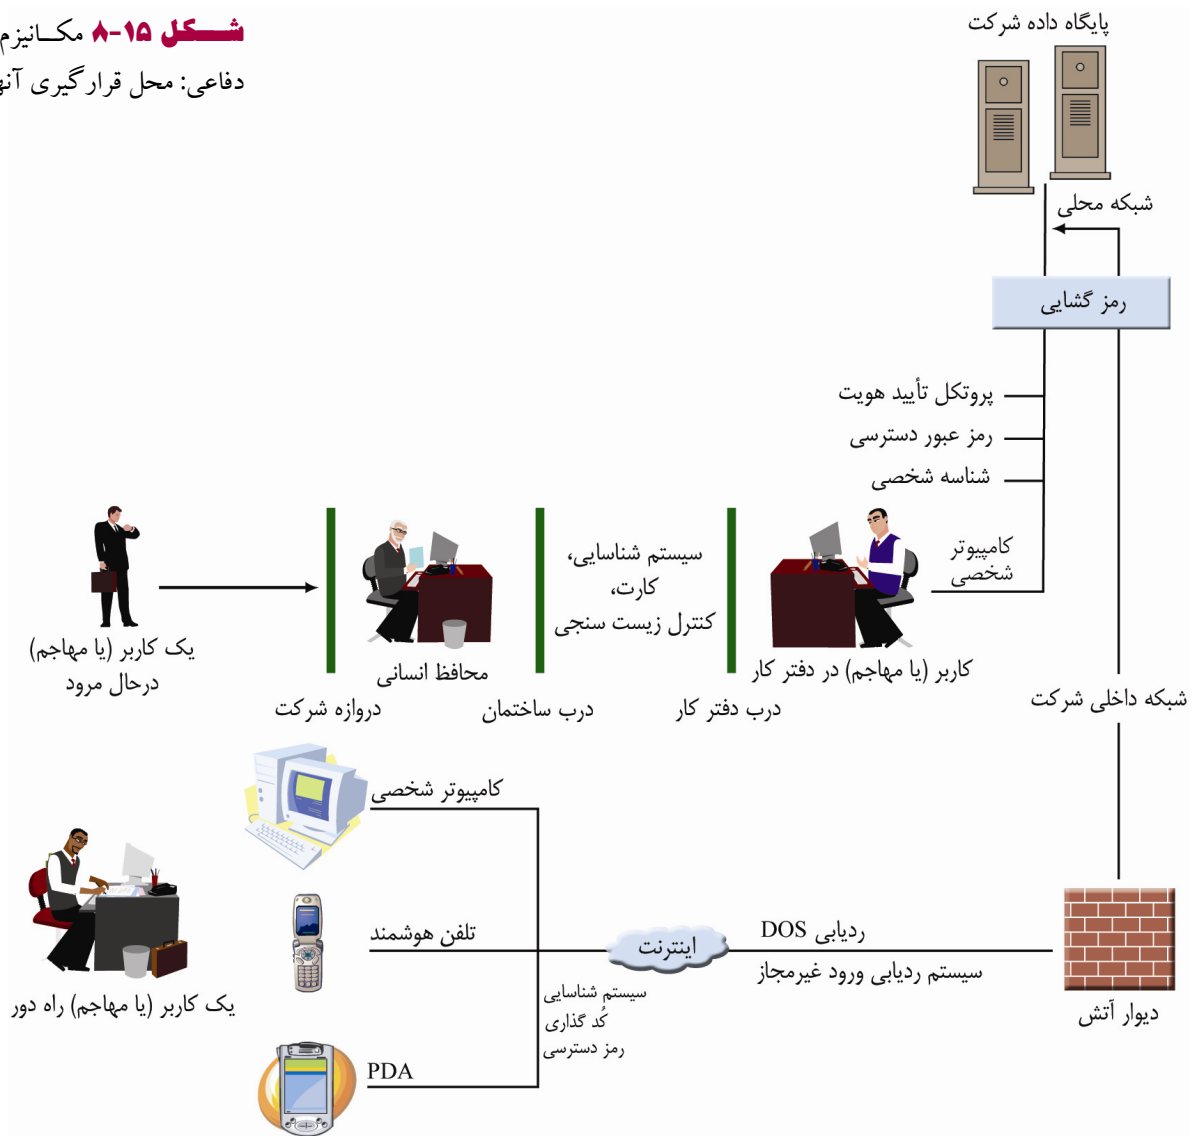 شکل ۱۵-۸ مکانیزم
دفاعی: محل قرارگیری آنه
پایگاه داده شرکت
شبکه محلی
رمز گشایی
پروتکل تأیید هویت
رمز عبور دسترسی
شناسه شخصی
کامپیوتر
شخصی
سیستم شناسایی،
کارت،
کنترل زیست سنجی
یک کاربر (یا مهاجم)
درحال مرود
محافظ انسانی
کاربر (یا مهاجم) در دفتر کار
دروازه شرکت
درب ساختمان
درب دفتر کار
شبکه داخلی شرکت
کامپیوتر شخصی
تلفن هوشمند
PDA
یک کاربر (یا مهاجم) راه دور
سیستم شناسایی
کُد گذاری
رمز دسترسی
اینترنت
ردیابی DOS
سیستم ردیابی ورود غیرمجاز
دیوار آتش